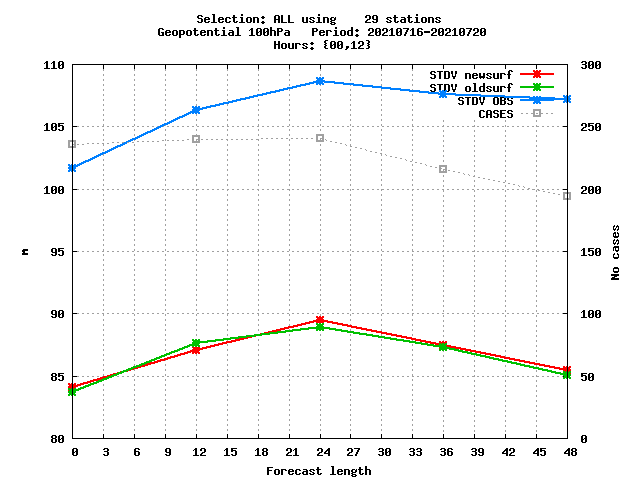 Selection: ALL using    29 stations
Geopotential 100hPa   Period: 20210716-20210720
Hours: {00,12}
110 300
STDV newsurf
STDV oldsurf
STDV OBS
CASES
105 250
100 200
No cases
m
95 150
90 100
85 50
80 0
0 3 6 9 12 15 18 21 24 27 30 33 36 39 42 45 48
Forecast length